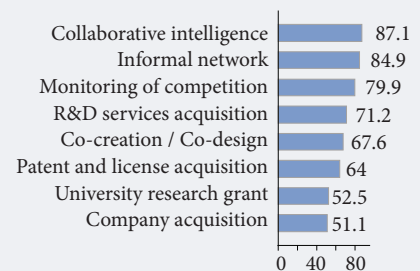 Collaborative intelligence 87.1
Informal network 84.9
Monitoring of competition 79.9
R&D services acquisition 71.2
Co-creation / Co-design 67.6
Patent and license acquisition 64
University research grant 52.5
Company acquisition 51.1
0 40 80